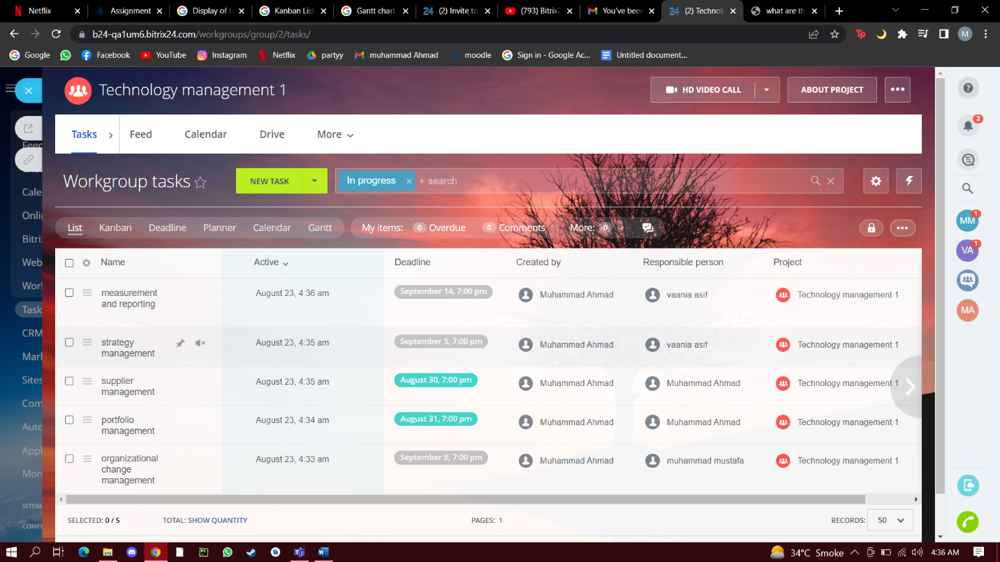 Netflix
Assignment
Display of t
Kanban List
Gantt chart
(2) Invite to
(793) Bitrix2
You've been
(2) Technolo
what are th
b24-qa1um6.bitrix24.com/workgroups/group/2/tasks/
M
Google
Facebook
YouTube
Instagram
Netflix
partyy
muhammad Ahmad
moodle
Sign in - Google Ac...
Untitled document...
Technology management 1
HD VIDEO CALL
ABOUT PROJECT
Tasks
Feed
Calendar
Drive
More
Workgroup tasks
NEW TASK
In progress
+ search
List
Kanban
Deadline
Planner
Calendar
Gantt
My items:
0 Overdue
0 Comments
More: 0
Name
Active
Deadline
Created by
Responsible person
Project
measurement
and reporting
August 23, 4:36 am
September 14, 7:00 pm
Muhammad Ahmad
vaania asif
Technology management 1
strategy
management
August 23, 4:35 am
September 5, 7:00 pm
Muhammad Ahmad
vaania asif
Technology management 1
supplier
management
August 23, 4:35 am
August 30, 7:00 pm
Muhammad Ahmad
Muhammad Ahmad
Technology management 1
portfolio
management
August 23, 4:34 am
August 31, 7:00 pm
Muhammad Ahmad
Muhammad Ahmad
Technology management 1
organizational
change
management
August 23, 4:33 am
September 8, 7:00 pm
Muhammad Ahmad
muhammad mustafa
Technology management 1
SELECTED: 0 / 5
TOTAL: SHOW QUANTITY
PAGES: 1
RECORDS:
50
Cale
Onli
Bitri
Web
Wor
Task
CRM
Mar
Sites
Com
Auto
Appl
More
SITEM
CONFI
2
MM
1
VA
1
MA
34°C Smoke
4:36 AM